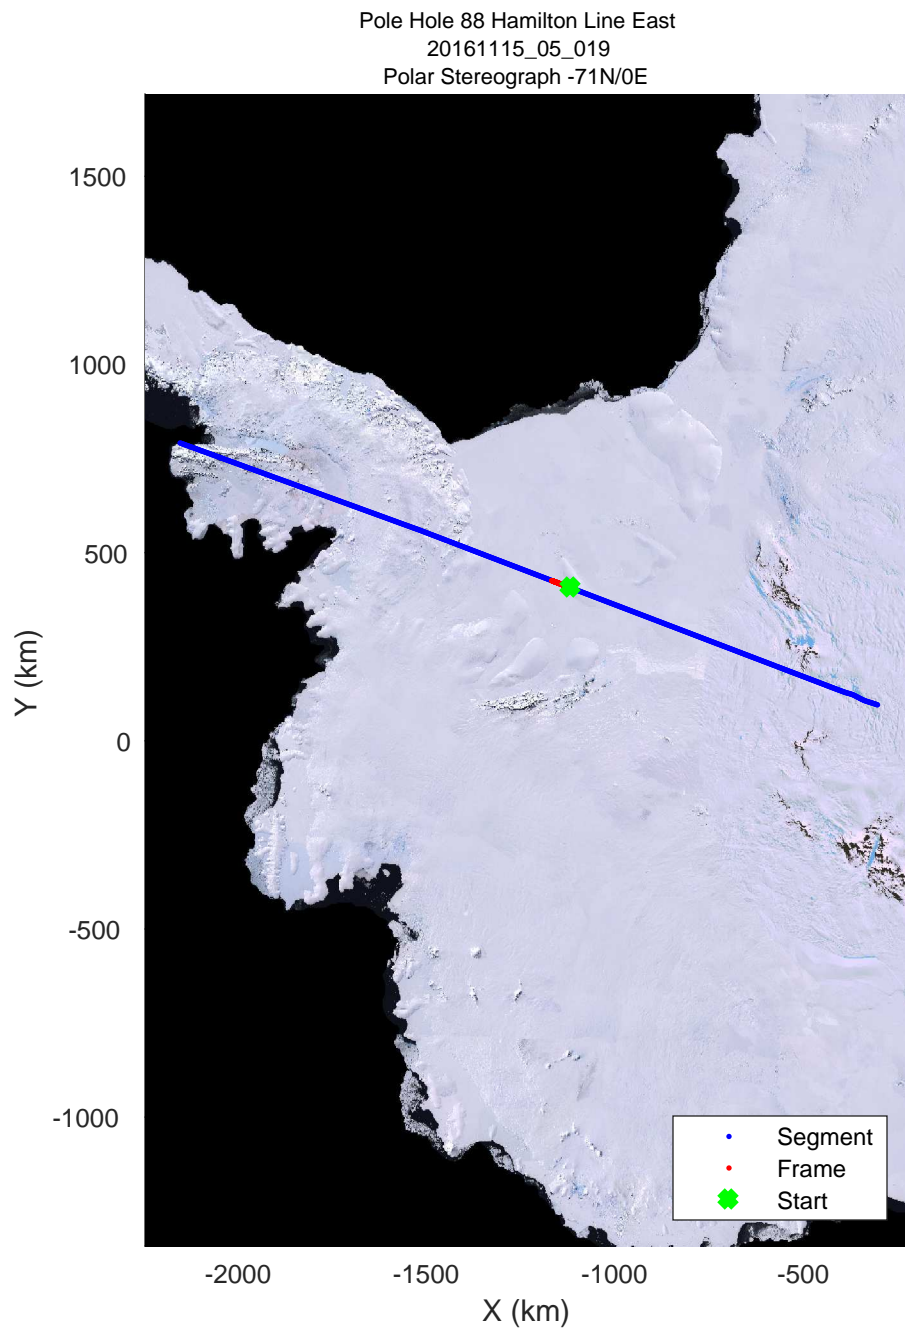 Pole Hole 88 Hamilton Line East
20161115_05_019
Polar Stereograph -71N/0E
1500
1000
500
0
-500
-1000
Y (km)
Segment
Frame
Start
-2000
-1500
-1000
-500
X (km)